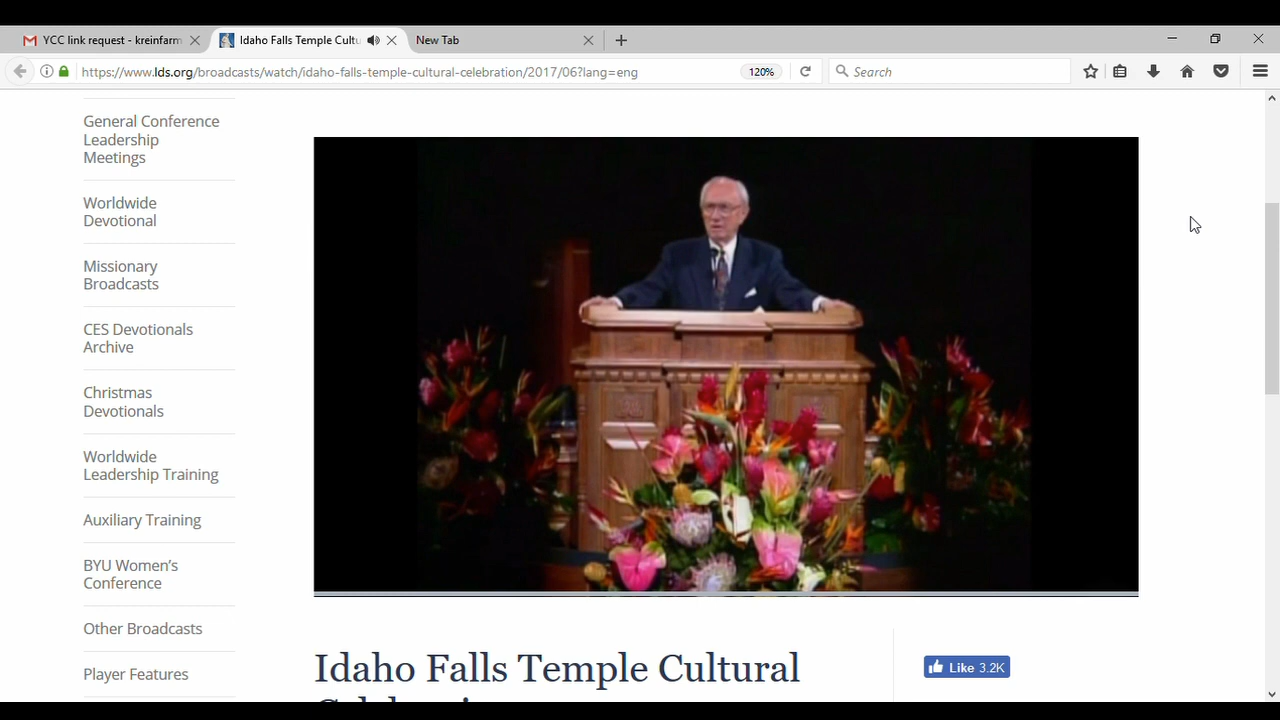 YCC link request - kreinfarm
Idaho Falls Temple Cultu
New Tab
https://www.lds.org/broadcasts/watch/idaho-falls-temple-cultural-celebration/2017/06?lang=eng
120%
Search
General Conference
Leadership
Meetings
Worldwide
Devotional
Missionary
Broadcasts
CES Devotionals
Archive
Christmas
Devotionals
Worldwide
Leadership Training
Auxiliary Training
BYU Women’s
Conference
Other Broadcasts
Player Features
Idaho Falls Temple Cultural
Like 3.2K